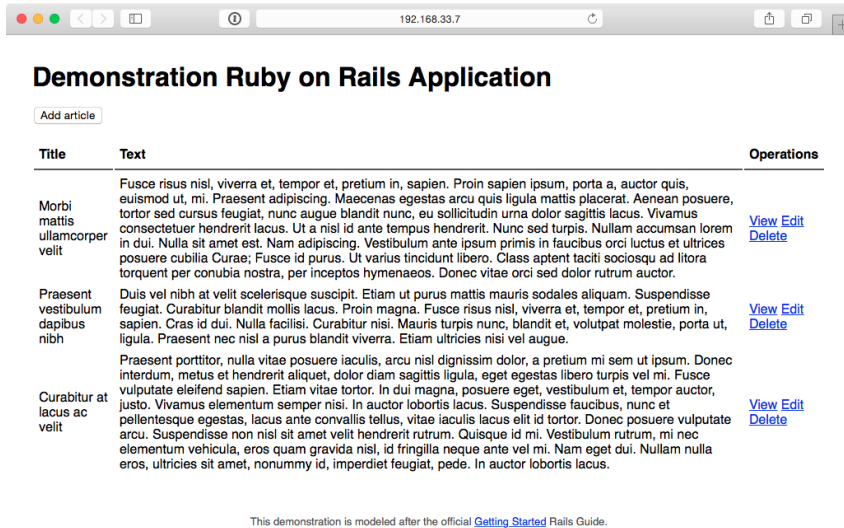 192.168.33.7
Demonstration Ruby on Rails Application
Add article
Title Text Operations
Morbi
mattis
ullamcorper
velit
Fusce risus nisl, viverra et, tempor et, pretium in, sapien. Proin sapien ipsum, porta a, auctor quis,
euismod ut, mi. Praesent adipiscing. Maecenas egestas arcu quis ligula mattis placerat. Aenean posuere,
tortor sed cursus feugiat, nunc augue blandit nunc, eu sollicitudin urna dolor sagittis lacus. Vivamus
consectetuer hendrerit lacus. Ut a nisl id ante tempus hendrerit. Nunc sed turpis. Nullam accumsan lorem
in dui. Nulla sit amet est. Nam adipiscing. Vestibulum ante ipsum primis in faucibus orci luctus et ultrices
posuere cubilia Curae; Fusce id purus. Ut varius tincidunt libero. Class aptent taciti sociosqu ad litora
torquent per conubia nostra, per inceptos hymenaeos. Donec vitae orci sed dolor rutrum auctor.
View Edit
Delete
Praesent
vestibulum
dapibus
nibh
Duis vel nibh at velit scelerisque suscipit. Etiam ut purus mattis mauris sodales aliquam. Suspendisse
feugiat. Curabitur blandit mollis lacus. Proin magna. Fusce risus nisl, viverra et, tempor et, pretium in,
sapien. Cras id dui. Nulla facilisi. Curabitur nisi. Mauris turpis nunc, blandit et, volutpat molestie, porta ut,
ligula. Praesent nec nisl a purus blandit viverra. Etiam ultricies nisi vel augue.
View Edit
Delete
Curabitur at
lacus ac
velit
Praesent porttitor, nulla vitae posuere iaculis, arcu nisl dignissim dolor, a pretium mi sem ut ipsum. Donec
interdum, metus et hendrerit aliquet, dolor diam sagittis ligula, eget egestas libero turpis vel mi. Fusce
vulputate eleifend sapien. Etiam vitae tortor. In dui magna, posuere eget, vestibulum et, tempor auctor,
justo. Vivamus elementum semper nisi. In auctor lobortis lacus. Suspendisse faucibus, nunc et
pellentesque egestas, lacus ante convallis tellus, vitae iaculis lacus elit id tortor. Donec posuere vulputate
arcu. Suspendisse non nisl sit amet velit hendrerit rutrum. Quisque id mi. Vestibulum rutrum, mi nec
elementum vehicula, eros quam gravida nisl, id fringilla neque ante vel mi. Nam eget dui. Nullam nulla
eros, ultricies sit amet, nonummy id, imperdiet feugiat, pede. In auctor lobortis lacus.
View Edit
Delete
This demonstration is modeled after the official Getting Started Rails Guide.